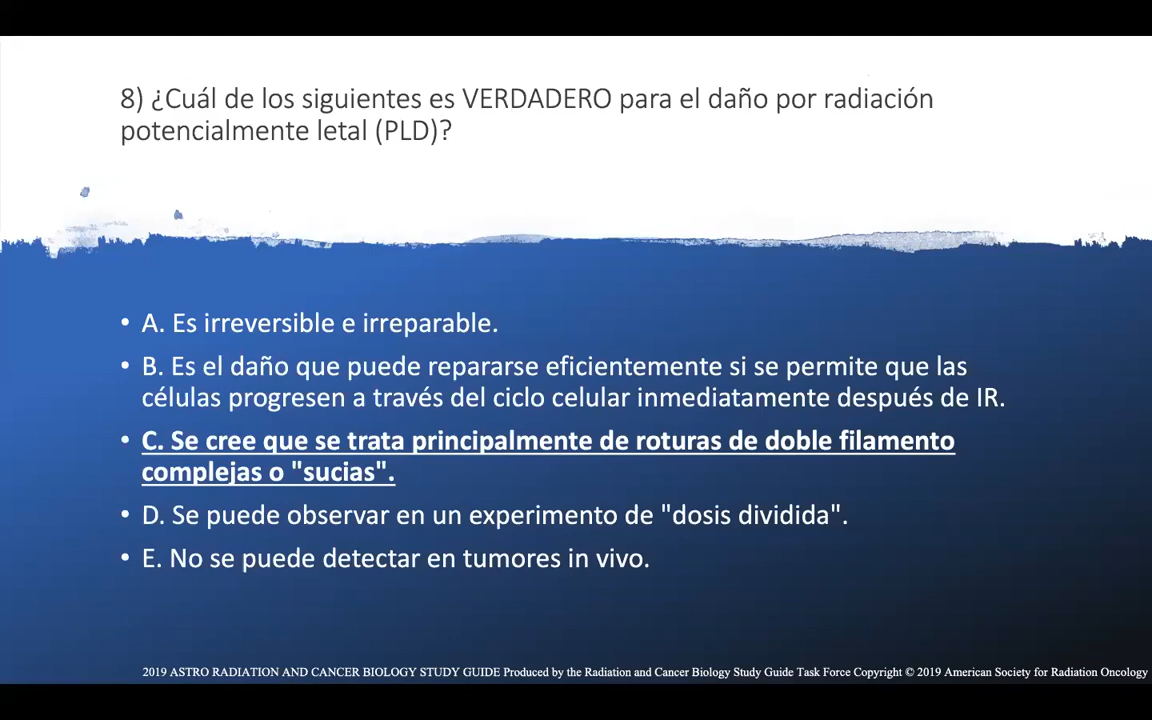 8) ¿Cuál de los siguientes es VERDADERO para el daño por radiación
potencialmente letal (PLD)?
• A. Es irreversible e irreparable.
• B. Es el daño que puede repararse eficientemente si se permite que las
células progresen a través del ciclo celular inmediatamente después de IR.
• C. Se cree que se trata principalmente de roturas de doble filamento
complejas o "sucias".
• D. Se puede observar en un experimento de "dosis dividida".
• E. No se puede detectar en tumores in vivo.
2019 ASTRO RADIATION AND CANCER BIOLOGY STUDY GUIDE Produced by the Radiation and Cancer Biology Study Guide Task Force Copyright © 2019 American Society for Radiation Oncology